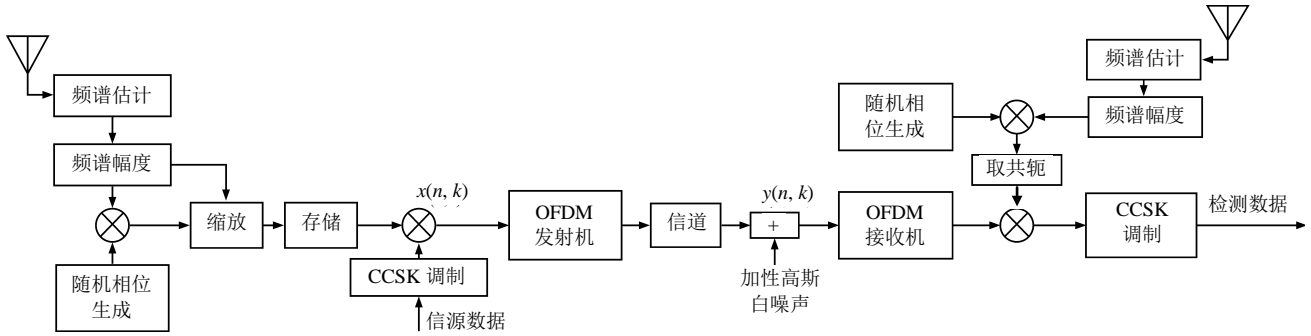 频谱估计
频谱幅度
随机相位
生成
缩放
存储
x(n, k)
CCSK 调制
信源数据
OFDM
发射机
信道
y(n, k)
+
加性高斯
白噪声
OFDM
接收机
随机相
位生成
频谱估计
频谱幅度
取共轭
CCSK
调制
检测数据